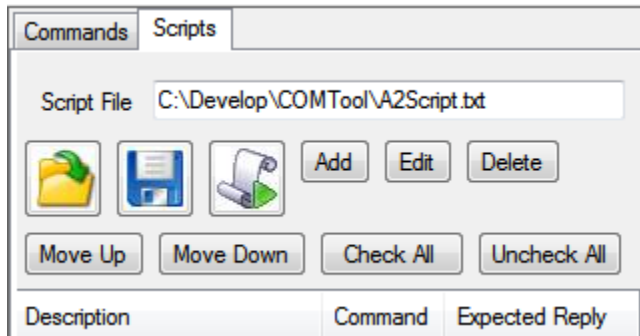 Commands Scripts
Script File C:\Develop\COMTool\A2Script.txt
Add Edit Delete
Move Up Move Down Check All Uncheck All
Description Command Expected Reply